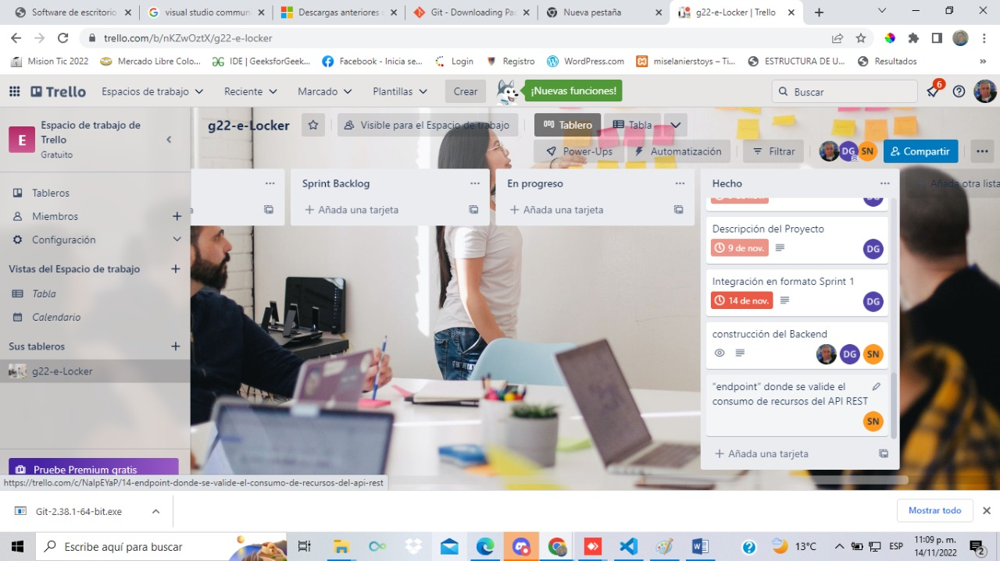 Software de escritorio
visual studio commun
Descargas anteriores
Git - Downloading Pac
Nueva pestaña
g22-e-Locker | Trello
trello.com/b/nKZwOztX/g22-e-locker
Mision Tic 2022
Mercado Libre Colo...
IDE | GeeksforGeek...
Facebook - Inicia se...
Login
Registro
WordPress.com
miselanierstoys – Ti...
ESTRUCTURA DE U...
Resultados
»
Trello
Espacios de trabajo
Reciente
Marcado
Plantillas
Crear
¡Nuevas funciones!
Buscar
6
E
Espacio de trabajo de
Trello
Gratuito
g22-e-Locker
Visible para el Espacio de trabajo
Tablero
Tabla
Power-Ups
Automatización
Filtrar
DG
SN
Compartir
Tableros
Miembros
Configuración
Vistas del Espacio de trabajo
Tabla
Calendario
Sus tableros
g22-e-Locker
Pruebe Premium gratis
Sprint Backlog
Añada una tarjeta
En progreso
Añada una tarjeta
Hecho
Añada otra lista
Descripción del Proyecto
9 de nov.
DG
Integración en formato Sprint 1
14 de nov.
DG
construcción del Backend
DG
SN
"endpoint" donde se valide el
consumo de recursos del API REST
SN
Añada una tarjeta
https://trello.com/c/NaIpEYaP/14-endpoint-donde-se-valide-el-consumo-de-recursos-del-api-rest
Git-2.38.1-64-bit.exe
Mostrar todo
Escribe aquí para buscar
13°C
ESP
11:09 p. m.
14/11/2022
2